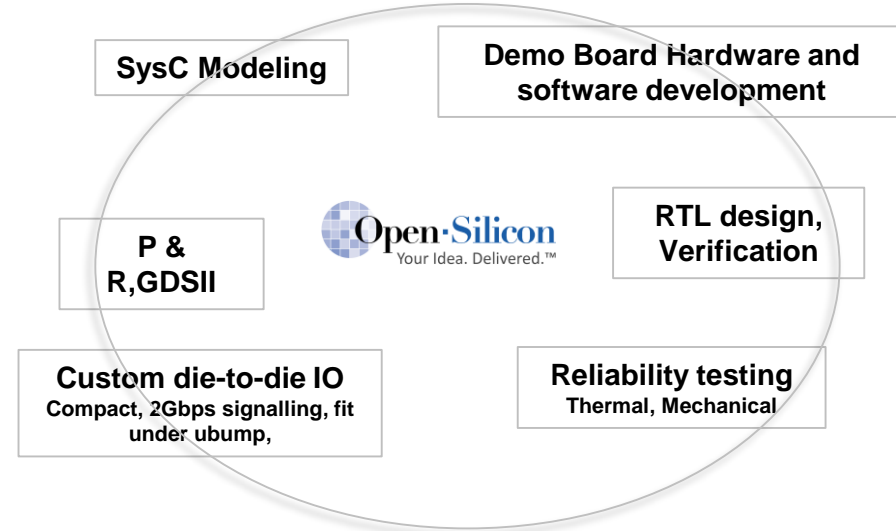 SysC Modeling
Demo Board Hardware and
software development
Open·Silicon
Your Idea. Delivered.™
RTL design,
Verification
P &
R,GDSII
Custom die-to-die IO
Compact, 2Gbps signalling, fit
under ubump,
Reliability testing
Thermal, Mechanical